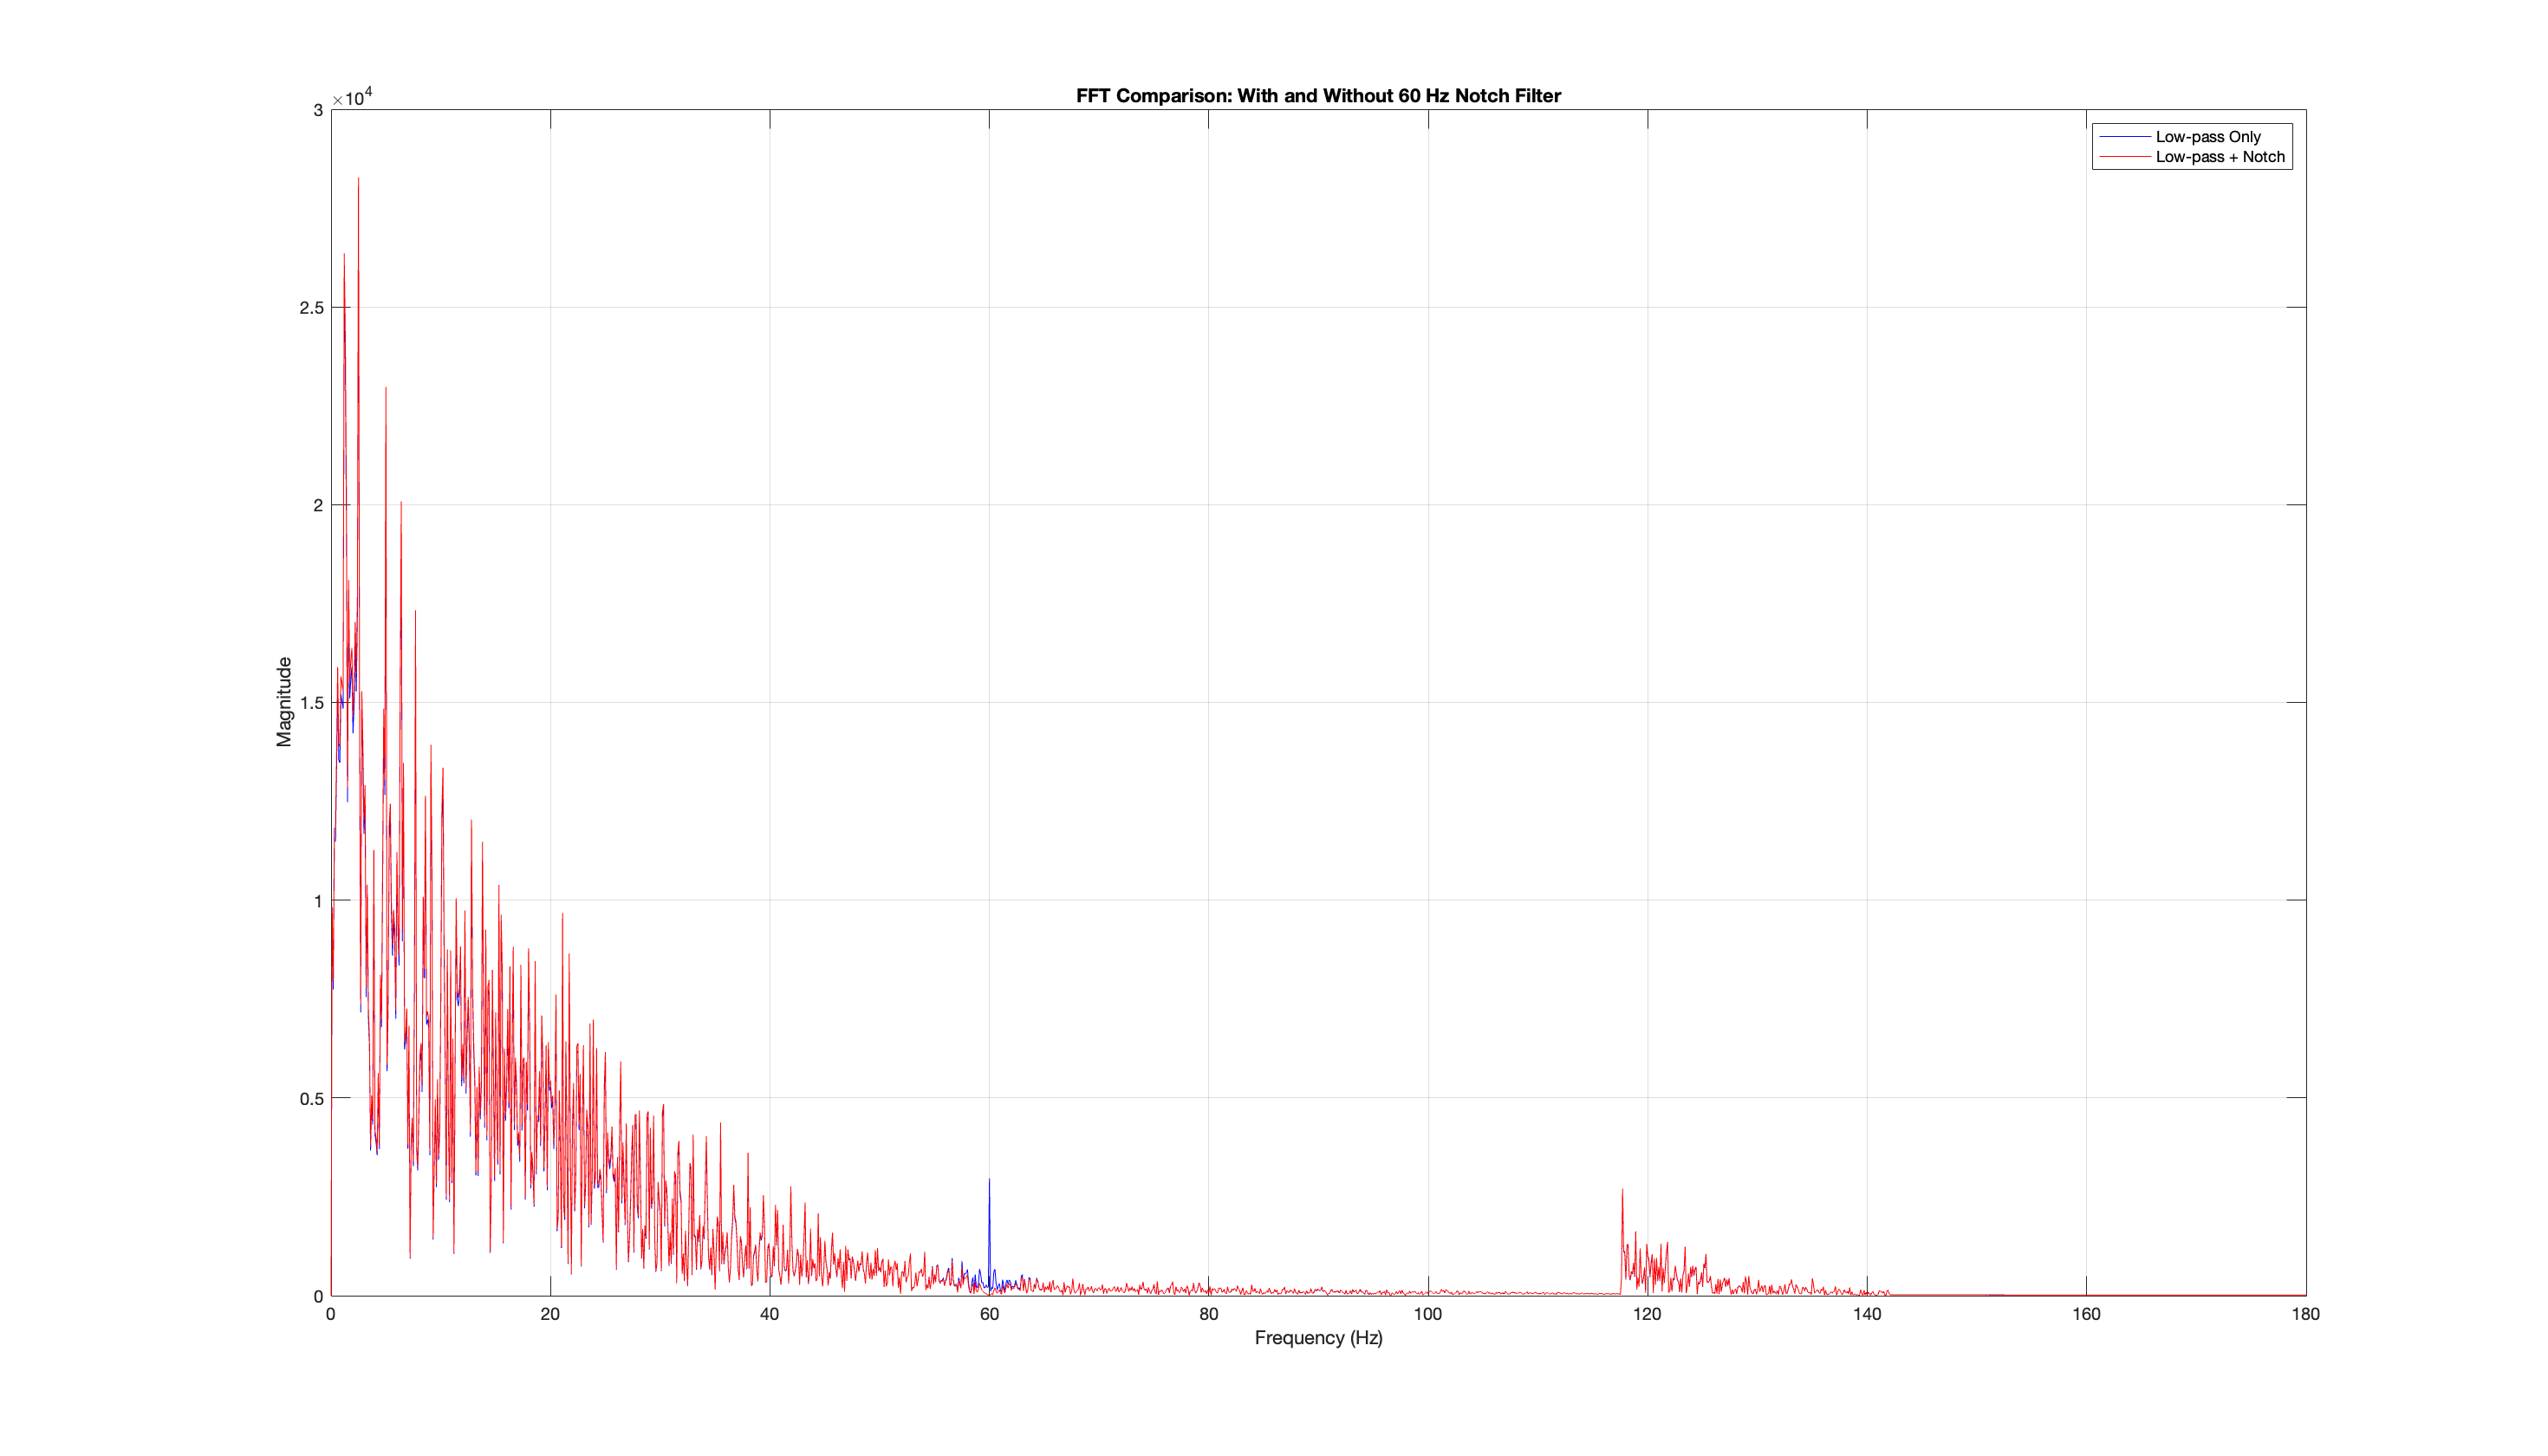 FFT Comparison: With and Without 60 Hz Notch Filter
×10⁴
3
2.5
2
1.5
1
0.5
0
Magnitude
Low-pass Only
Low-pass + Notch
0 20 40 60 80 100 120 140 160 180
Frequency (Hz)